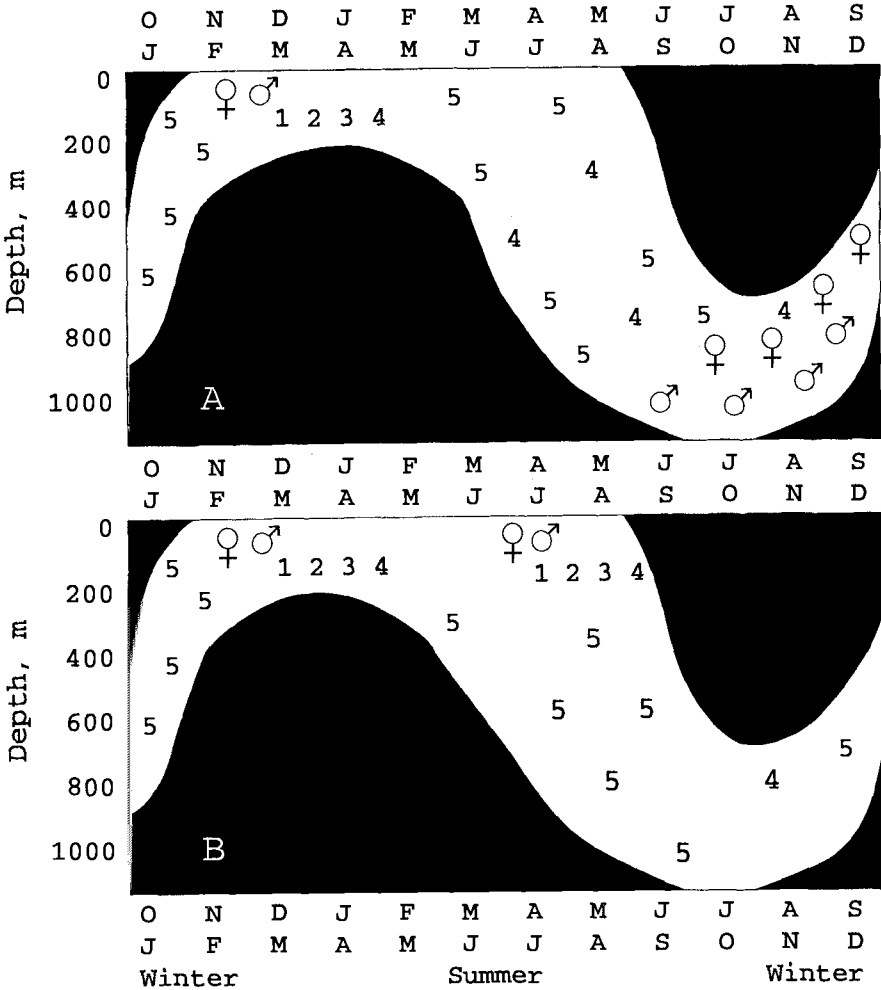 O N D J F M A M J J A S
J F M A M J J A S O N D
0
5 ♀ ♂ 1 2 3 4 5 5
200
5 5 4
400
5 4 ♀
Depth, m
600
5 5 5 ♀
4 5 4
800
5 ♀ ♀ ♂
1000
A ♂ ♂ ♂
O N D J F M A M J J A S
J F M A M J J A S O N D
0
♀ ♂ ♀ ♂
5 1 2 3 4 1 2 3 4
200
5 5 5
400
5
Depth, m
600
5 5 5 5
800
5 4
1000
B 5
O N D J F M A M J J A S
J F M A M J J A S O N D
Winter Summer Winter